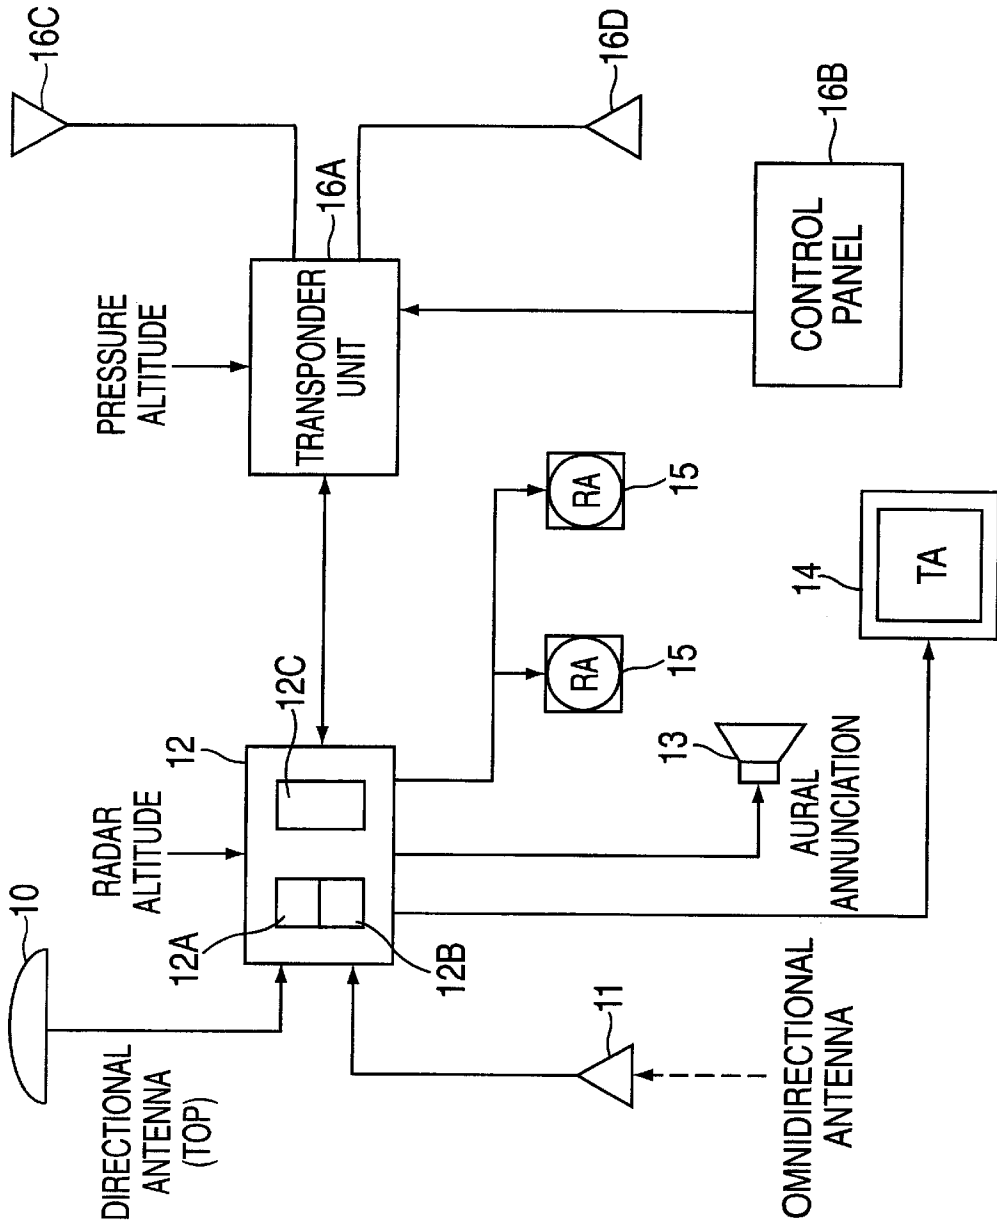 10
DIRECTIONAL
ANTENNA
(TOP)
RADAR
ALTITUDE
12
12A
12B
12C
11
OMNIDIRECTIONAL
ANTENNA
13
AURAL
ANNUNCIATION
14
TA
RA
15
RA
15
PRESSURE
ALTITUDE
TRANSPONDER
UNIT
16A
16C
16D
16B
CONTROL
PANEL